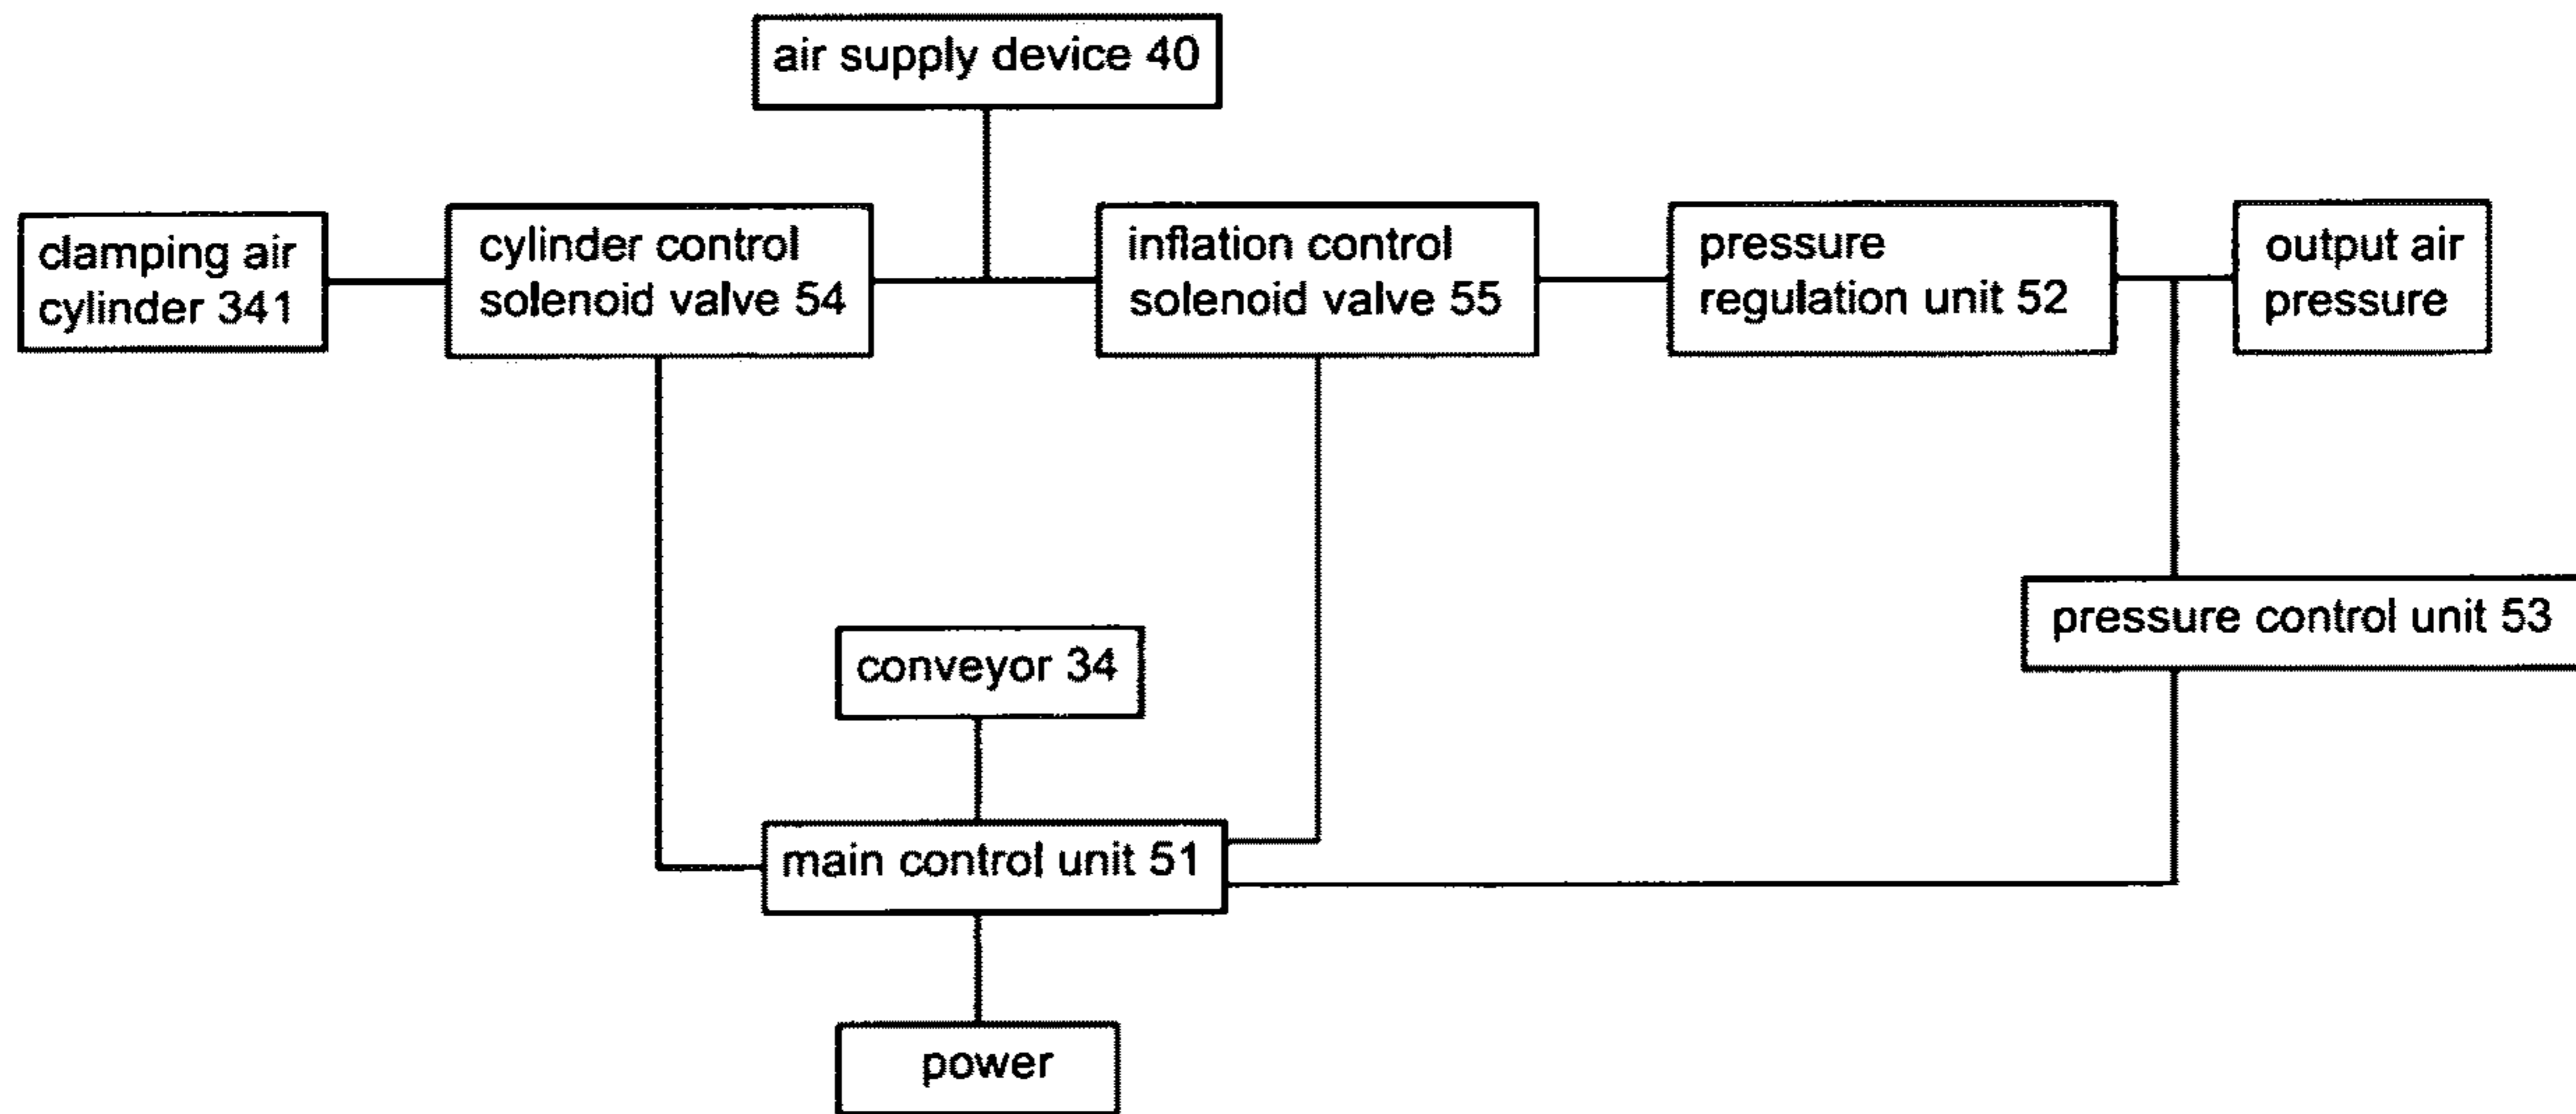 air supply device 40
clamping air
cylinder 341
cylinder control
solenoid valve 54
inflation control
solenoid valve 55
pressure
regulation unit 52
output air
pressure
pressure control unit 53
conveyor 34
main control unit 51
power